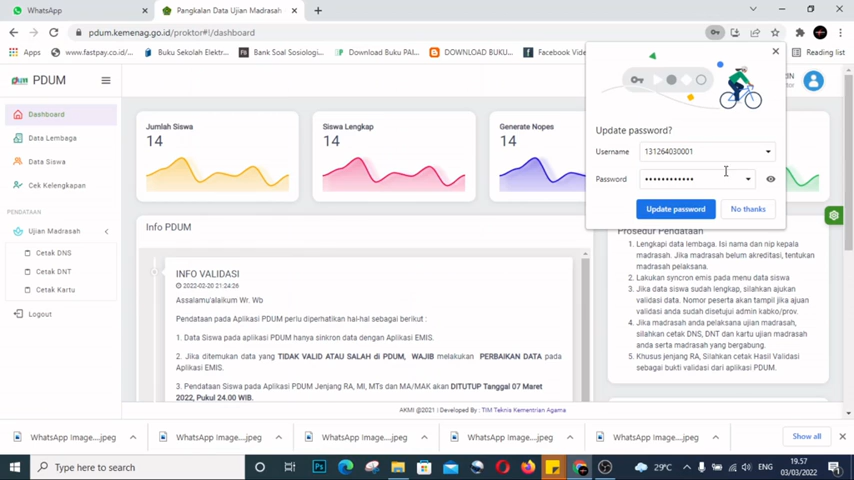 WhatsApp
Pangkalan Data Ujian Madrasah
pdum.kemenag.go.id/proktor#!/dashboard
Apps
www.fastpay.co.id/...
Buku Sekolah Elektr...
Bank Soal Sosiologi...
Download Buku PAI...
DOWNLOAD BUKU...
Facebook Video
Reading list
PDUM
Dashboard
Data Lembaga
Data Siswa
Cek Kelengkapan
PENDATAAN
Ujian Madrasah
Cetak DNS
Cetak DNT
Cetak Kartu
Logout
Jumlah Siswa
14
Siswa Lengkap
14
Generate Nopes
14
Update password?
Username
131264030001
Password
••••••••••••
Update password
No thanks
Info PDUM
INFO VALIDASI
2022-02-20 21:24:26
Assalamu'alaikum Wr. Wb
Pendataan pada Aplikasi PDUM perlu diperhatikan hal-hal sebagai berikut :
1. Data Siswa pada aplikasi PDUM hanya sinkron dengan Aplikasi EMIS.
2. Jika ditemukan data yang TIDAK VALID ATAU SALAH di PDUM, WAJIB melakukan PERBAIKAN DATA pada
Aplikasi EMIS.
3. Pendataan Siswa pada Aplikasi PDUM Jenjang RA, MI, MTs dan MA/MAK akan DITUTUP Tanggal 07 Maret
2022, Pukul 24.00 WIB.
Prosedur Pendataan
1. Lengkapi data lembaga. Isi nama dan nip kepala
madrasah. Jika madrasah belum akreditasi, tentukan
madrasah pelaksana.
2. Lakukan syncron emis pada menu data siswa
3. Jika data siswa sudah lengkap, silahkan ajukan
validasi data. Nomor peserta akan tampil jika ajuan
validasi anda sudah disetujui admin kabko/prov.
4. Jika madrasah anda pelaksana ujian madrasah,
silahkan cetak DNS, DNT dan kartu ujian madrasah
anda serta madrasah yang bergabung.
5. Khusus jenjang RA, Silahkan cetak Hasil Validasi
sebagai bukti validasi dari aplikasi PDUM.
AKMI @2021 | Developed By : TIM Teknis Kementrian Agama
WhatsApp Image....jpeg
WhatsApp Image....jpeg
WhatsApp Image....jpeg
WhatsApp Image....jpeg
WhatsApp Image....jpeg
Show all
Type here to search
29°C
ENG
19.57
03/03/2022